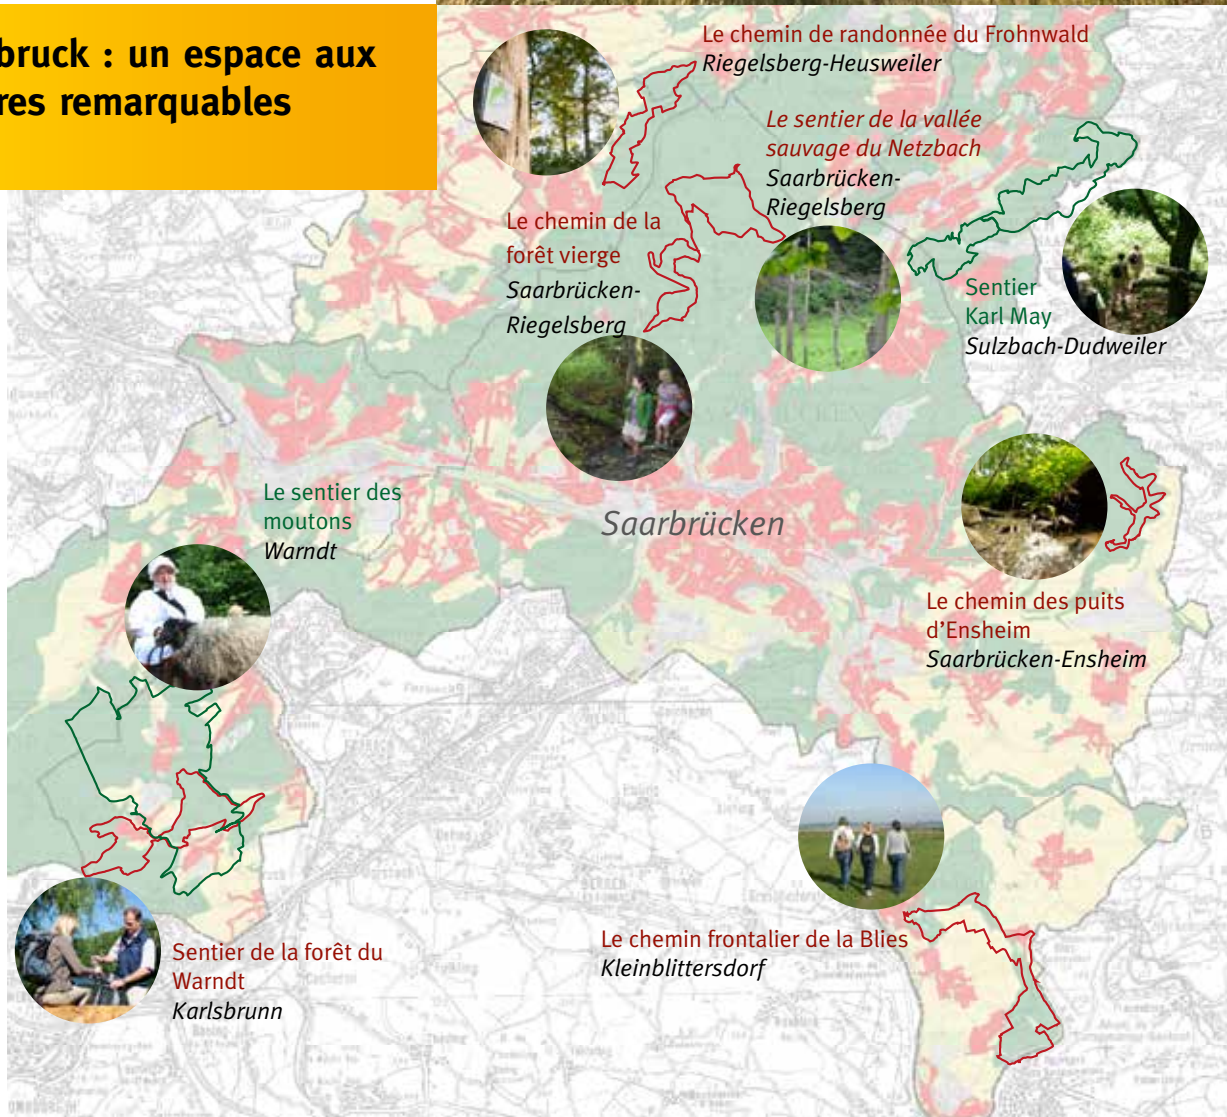 bruck : un espace aux
res remarquables
Le chemin de randonnée du Frohnwald
Riegelsberg-Heusweiler
Le sentier de la vallée
sauvage du Netzbach
Saarbrücken-
Riegelsberg
Le chemin de la
forêt vierge
Saarbrücken-
Riegelsberg
Sentier
Karl May
Sulzbach-Dudweiler
Le sentier des
moutons
Warndt
Saarbrücken
Le chemin des puits
d'Ensheim
Saarbrücken-Ensheim
Le chemin frontalier de la Blies
Kleinblittersdorf
Sentier de la forêt du
Warndt
Karlsbrunn